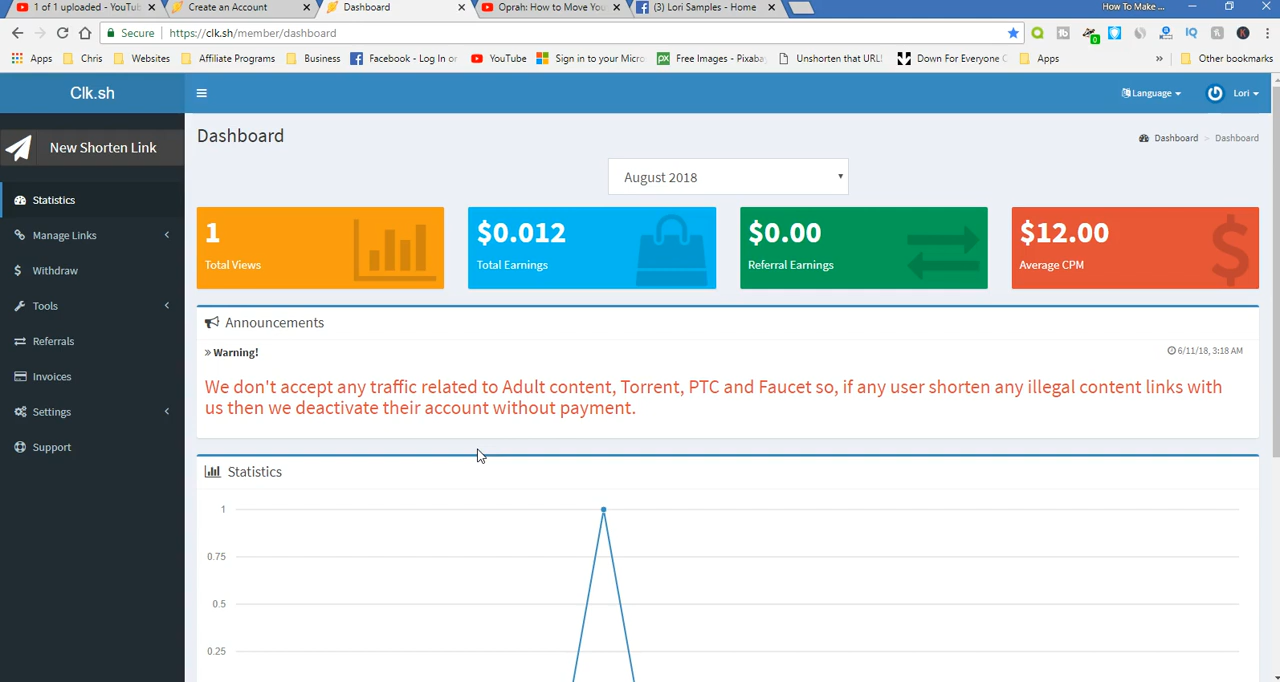 1 of 1 uploaded - YouTub
Create an Account
Dashboard
Oprah: How to Move You
(3) Lori Samples - Home
How To Make ...
Secure
https://clk.sh/member/dashboard
Apps
Chris
Websites
Affiliate Programs
Business
Facebook - Log In or
YouTube
Sign in to your Micro
Free Images - Pixaba
Unshorten that URL!
Down For Everyone O
Apps
Other bookmarks
Clk.sh
Language
Lori
New Shorten Link
Statistics
Manage Links
Withdraw
Tools
Referrals
Invoices
Settings
Support
Dashboard
Dashboard > Dashboard
August 2018
1
Total Views
$0.012
Total Earnings
$0.00
Referral Earnings
$12.00
Average CPM
Announcements
» Warning!
6/11/18, 3:18 AM
We don't accept any traffic related to Adult content, Torrent, PTC and Faucet so, if any user shorten any illegal content links with
us then we deactivate their account without payment.
Statistics
1
0.75
0.5
0.25